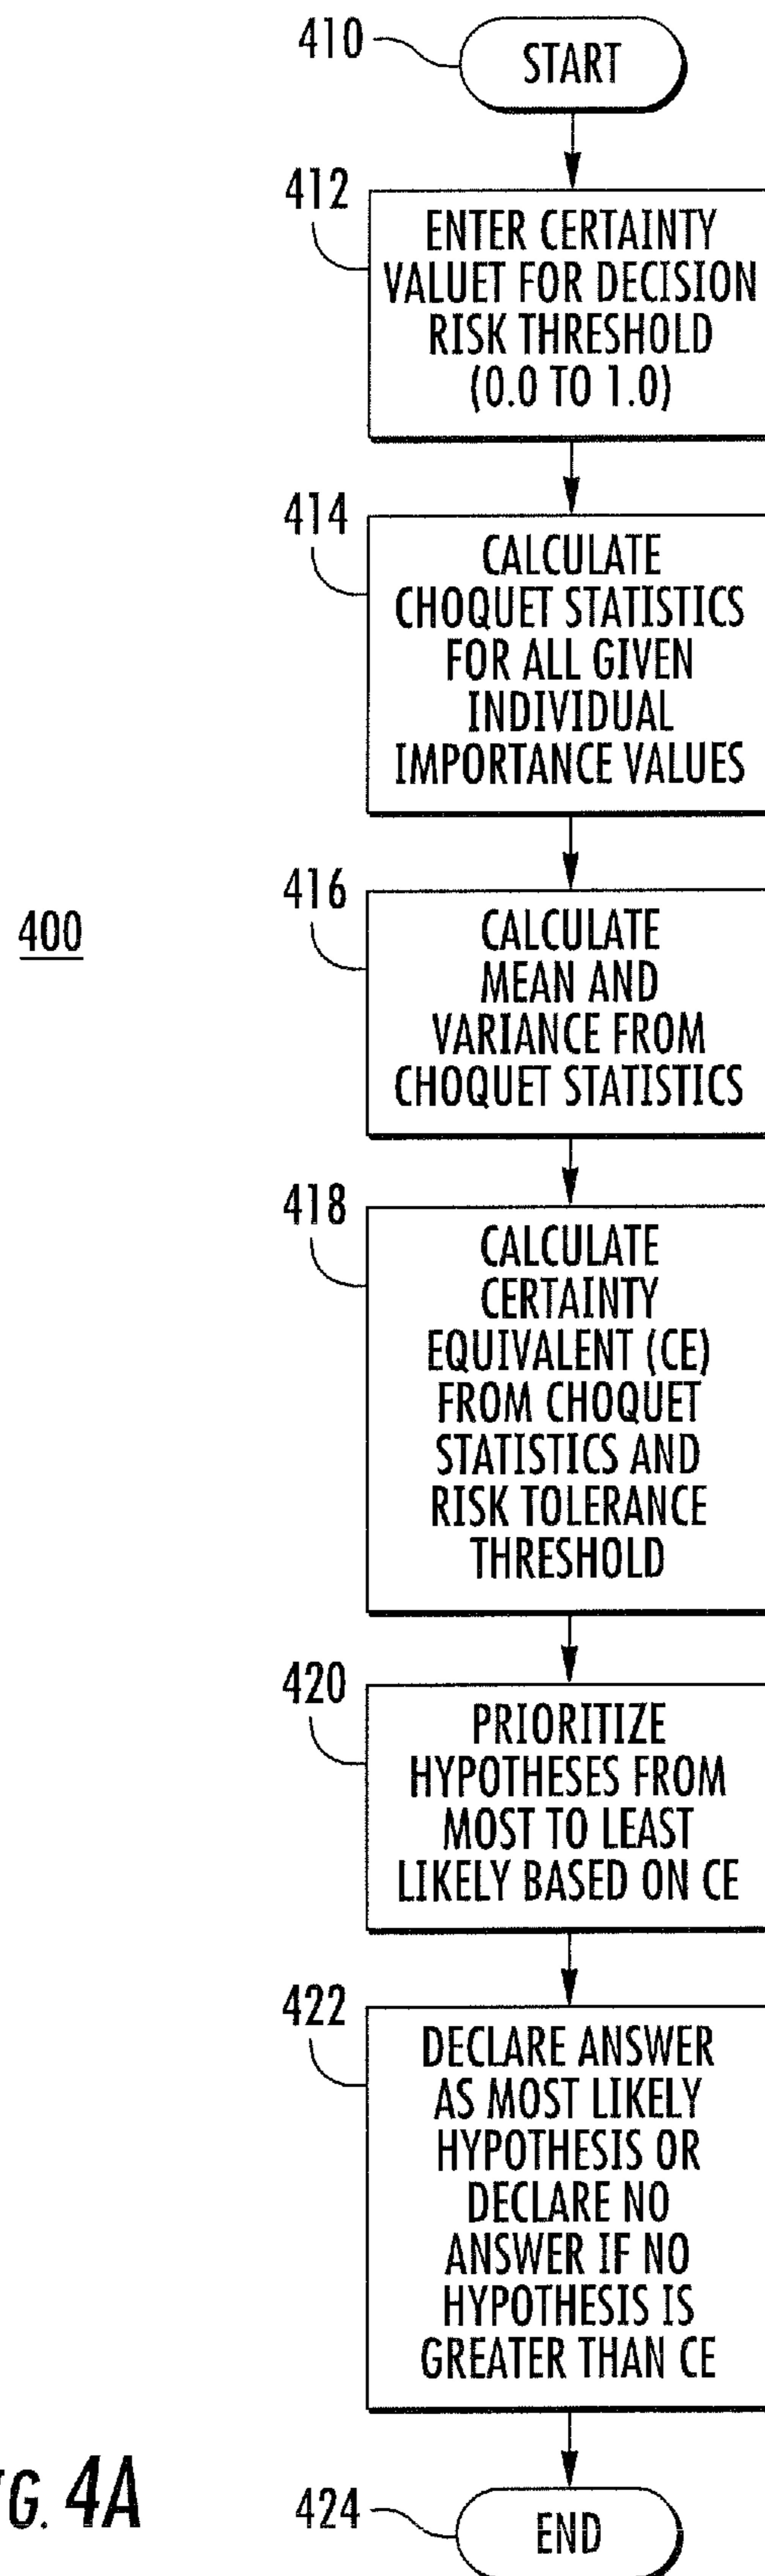 410
START
412
ENTER CERTAINTY
VALUET FOR DECISION
RISK THRESHOLD
(0.0 TO 1.0)
414
CALCULATE
CHOQUET STATISTICS
FOR ALL GIVEN
INDIVIDUAL
IMPORTANCE VALUES
416
CALCULATE
MEAN AND
VARIANCE FROM
CHOQUET STATISTICS
400
418
CALCULATE
CERTAINTY
EQUIVALENT (CE)
FROM CHOQUET
STATISTICS AND
RISK TOLERANCE
THRESHOLD
420
PRIORITIZE
HYPOTHESES FROM
MOST TO LEAST
LIKELY BASED ON CE
422
DECLARE ANSWER
AS MOST LIKELY
HYPOTHESIS OR
DECLARE NO
ANSWER IF NO
HYPOTHESIS IS
GREATER THAN CE
424
END
G. 4A